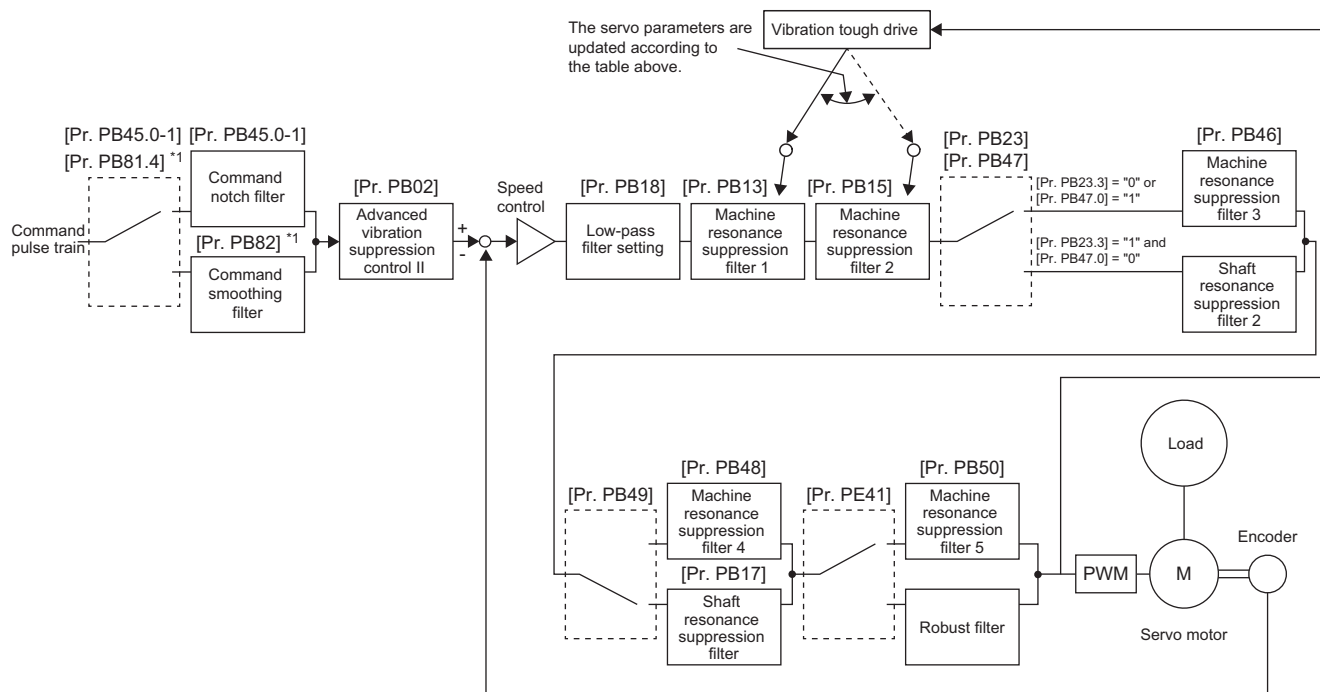 The servo parameters are
updated according to
the table above.
Vibration tough drive
[Pr. PB45.0-1] [Pr. PB45.0-1]
[Pr. PB81.4] *1
Command
notch filter
Command
pulse train
[Pr. PB82] *1
Command
smoothing
filter
[Pr. PB02]
Advanced
vibration
suppression
control II
+
-
Speed
control
[Pr. PB18]
Low-pass
filter setting
[Pr. PB13]
Machine
resonance
suppression
filter 1
[Pr. PB15]
Machine
resonance
suppression
filter 2
[Pr. PB23]
[Pr. PB47]
[Pr. PB23.3] = "0" or
[Pr. PB47.0] = "1"
[Pr. PB23.3] = "1" and
[Pr. PB47.0] = "0"
[Pr. PB46]
Machine
resonance
suppression
filter 3
Shaft
resonance
suppression
filter 2
[Pr. PB49]
[Pr. PB48]
Machine
resonance
suppression
filter 4
[Pr. PB17]
Shaft
resonance
suppression
filter
[Pr. PE41]
[Pr. PB50]
Machine
resonance
suppression
filter 5
Robust filter
PWM
Load
M
Servo motor
Encoder